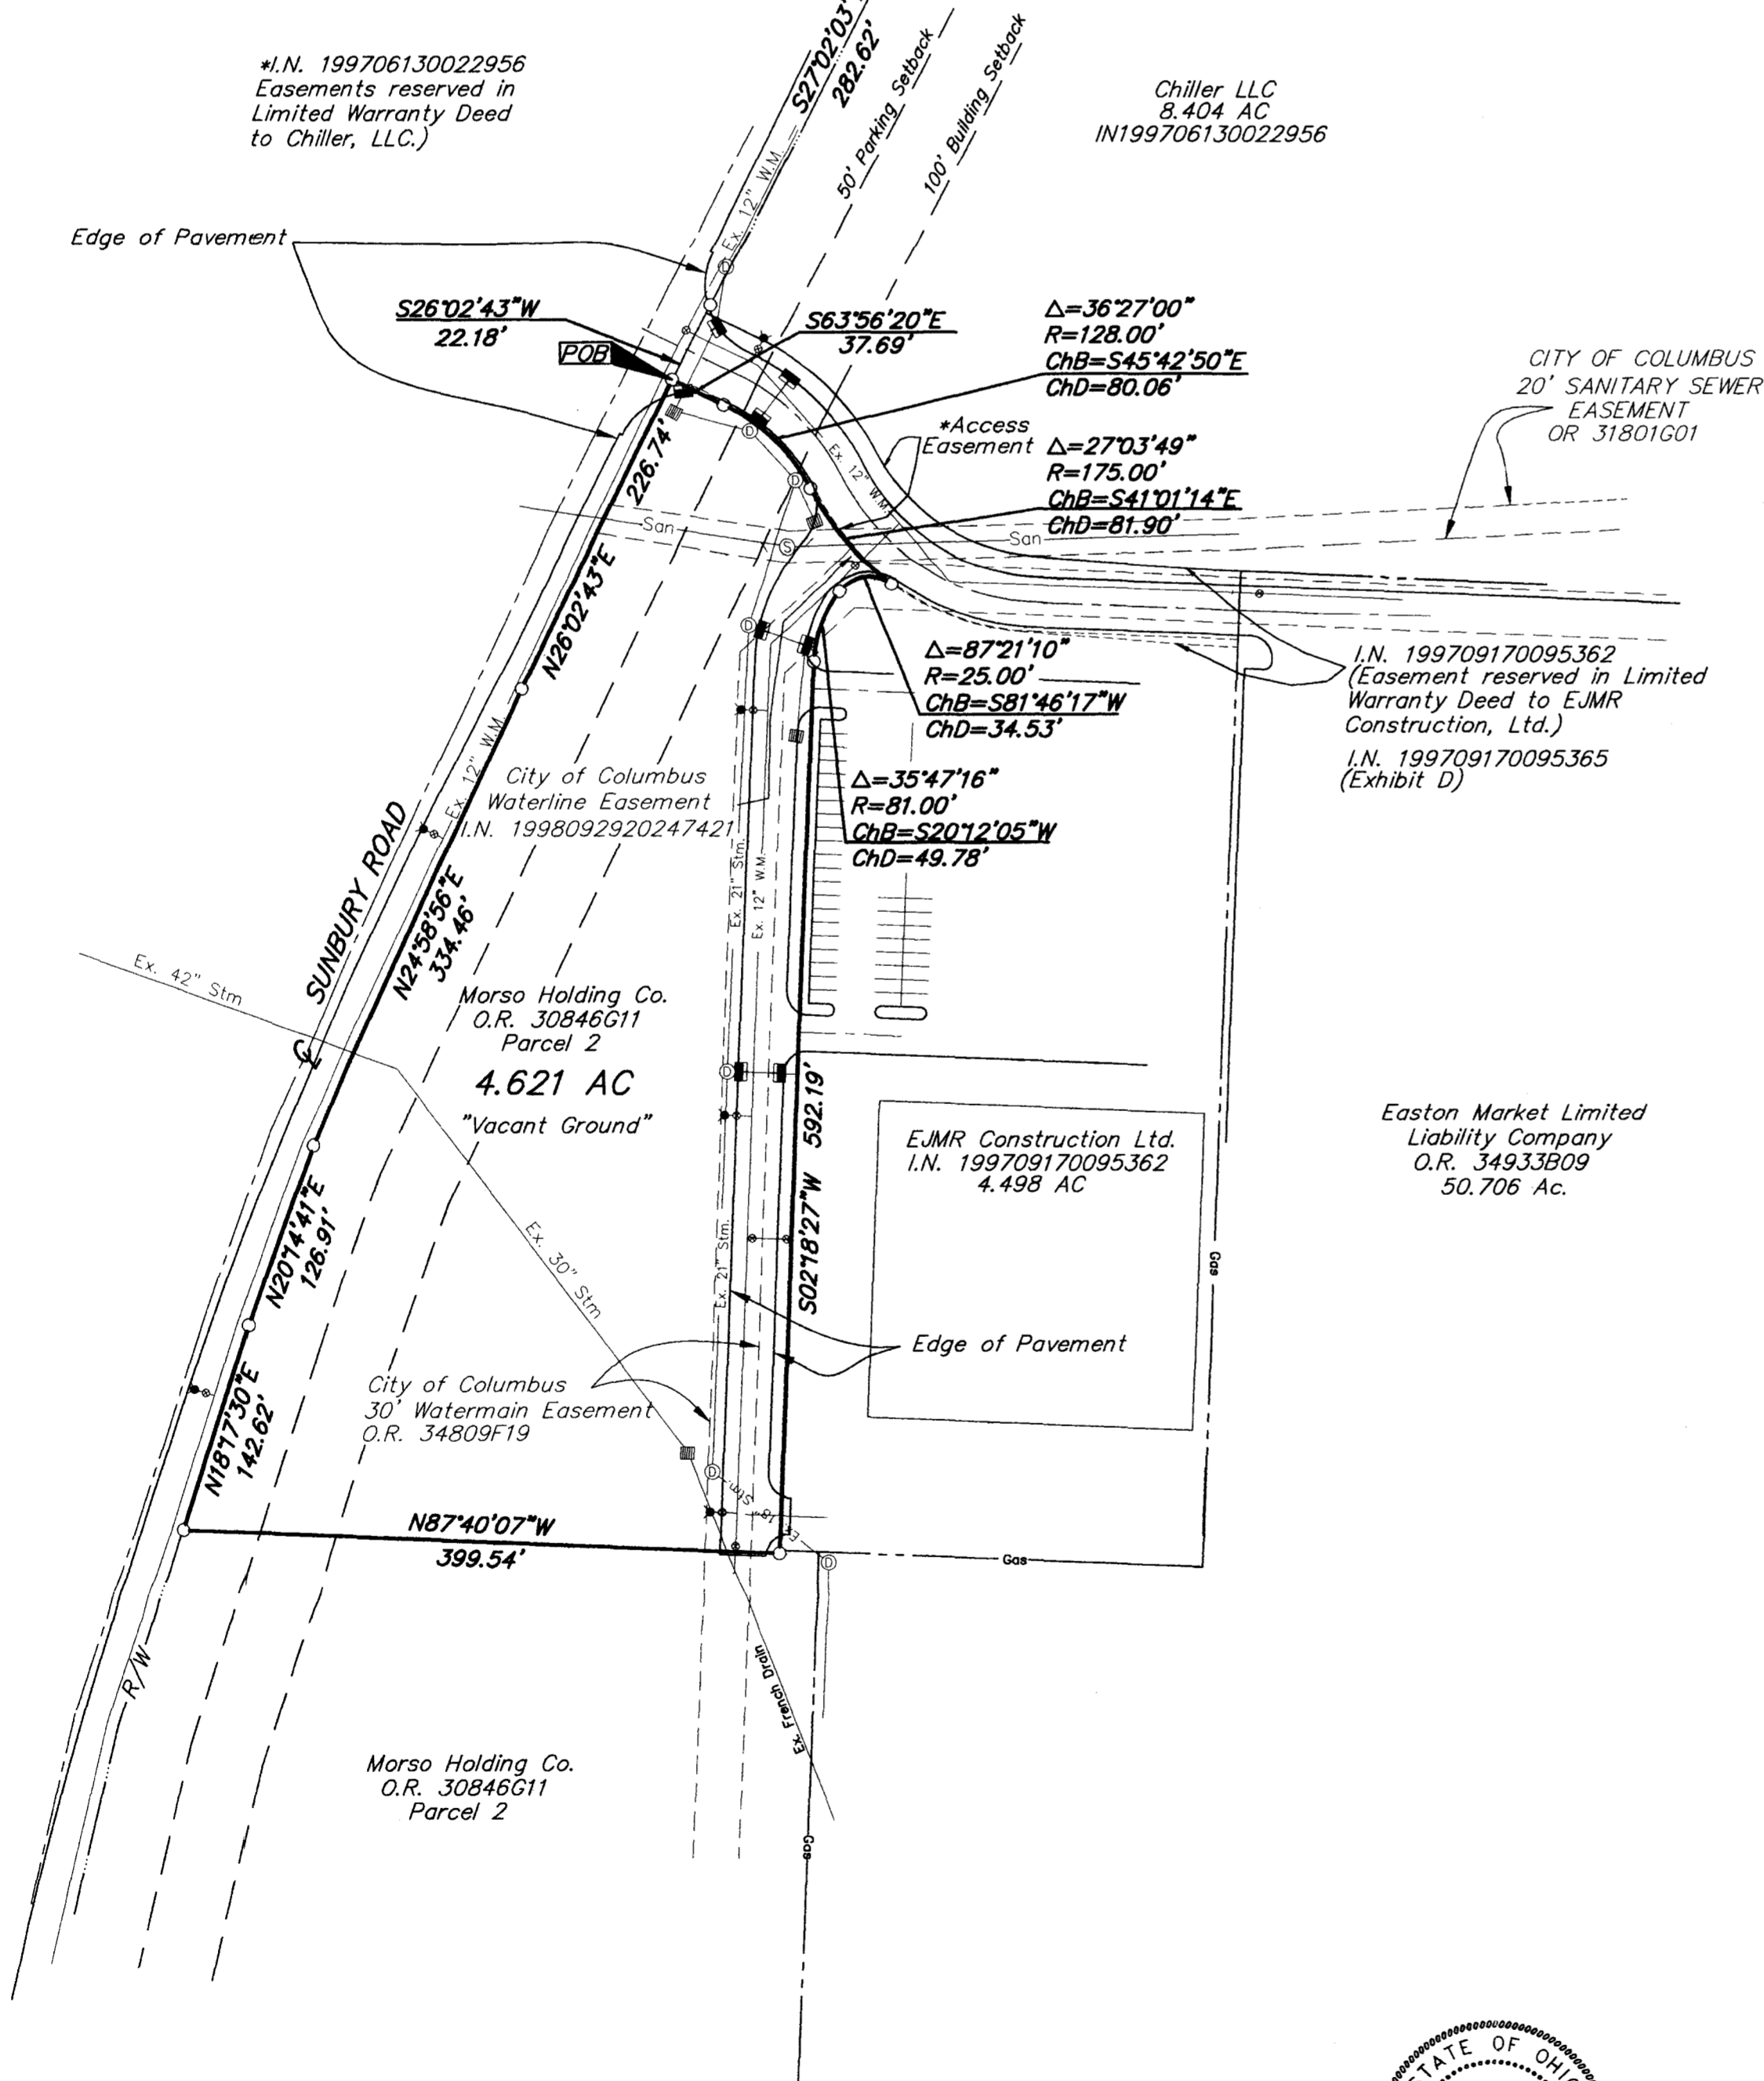 *I.N. 199706130022956
Easements reserved in
Limited Warranty Deed
to Chiller, LLC.)
S27°02'03"
282.62'
50' Parking Setback
100' Building Setback
Chiller LLC
8.404 AC
IN199706130022956
Ex. 12" W.M.
Edge of Pavement
S26°02'43"W
22.18'
POB
S63°56'20"E
37.69'
Δ=36°27'00"
R=128.00'
ChB=S45°42'50"E
ChD=80.06'
CITY OF COLUMBUS
20' SANITARY SEWER
EASEMENT
OR 31801G01
*Access
Easement
Δ=27°03'49"
R=175.00'
ChB=S41°01'14"E
ChD=81.90'
Ex. 12" W.M.
D
D
D
San
S
San
226.74'
N26°02'43"E
D
Δ=87°21'10"
R=25.00'
ChB=S81°46'17"W
ChD=34.53'
I.N. 199709170095362
(Easement reserved in Limited
Warranty Deed to EJMR
Construction, Ltd.)
I.N. 199709170095365
(Exhibit D)
Ex. 12" W.M.
City of Columbus
Waterline Easement
I.N. 1998092920247421
Δ=35°47'16"
R=81.00'
ChB=S20°12'05"W
ChD=49.78'
SUNBURY ROAD
N24°58'56"E
334.46'
Ex. 21" Stm.
Ex. 12" W.M.
Ex. 42" Stm
CL
Morso Holding Co.
O.R. 30846G11
Parcel 2
4.621 AC
"Vacant Ground"
D
S02°18'27"W 592.19'
EJMR Construction Ltd.
I.N. 199709170095362
4.498 AC
Easton Market Limited
Liability Company
O.R. 34933B09
50.706 Ac.
N20°14'41"E
126.91'
Ex. 30" Stm
Ex. 21" Stm.
Gas
Edge of Pavement
N18°17'30"E
142.62'
City of Columbus
30' Watermain Easement
O.R. 34809F19
D
Ex. 18" Stm.
N87°40'07"W
399.54'
Gas
D
R/W
Ex. French Drain
Morso Holding Co.
O.R. 30846G11
Parcel 2
Gas
STATE OF OHIO